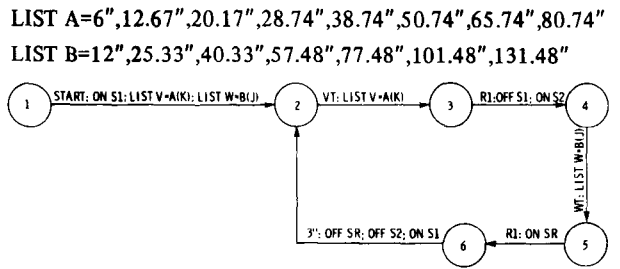 LIST A=6",12.67",20.17",28.74",38.74",50.74",65.74",80.74"
LIST B=12",25.33",40.33",57.48",77.48",101.48",131.48"
1
START: ON S1; LIST V=A(K); LIST W=B(J)
2
VT: LIST V=A(K)
3
R1:OFF S1; ON S2
4
WT: LIST W=B(J)
5
R1: ON SR
6
3": OFF SR; OFF S2; ON S1